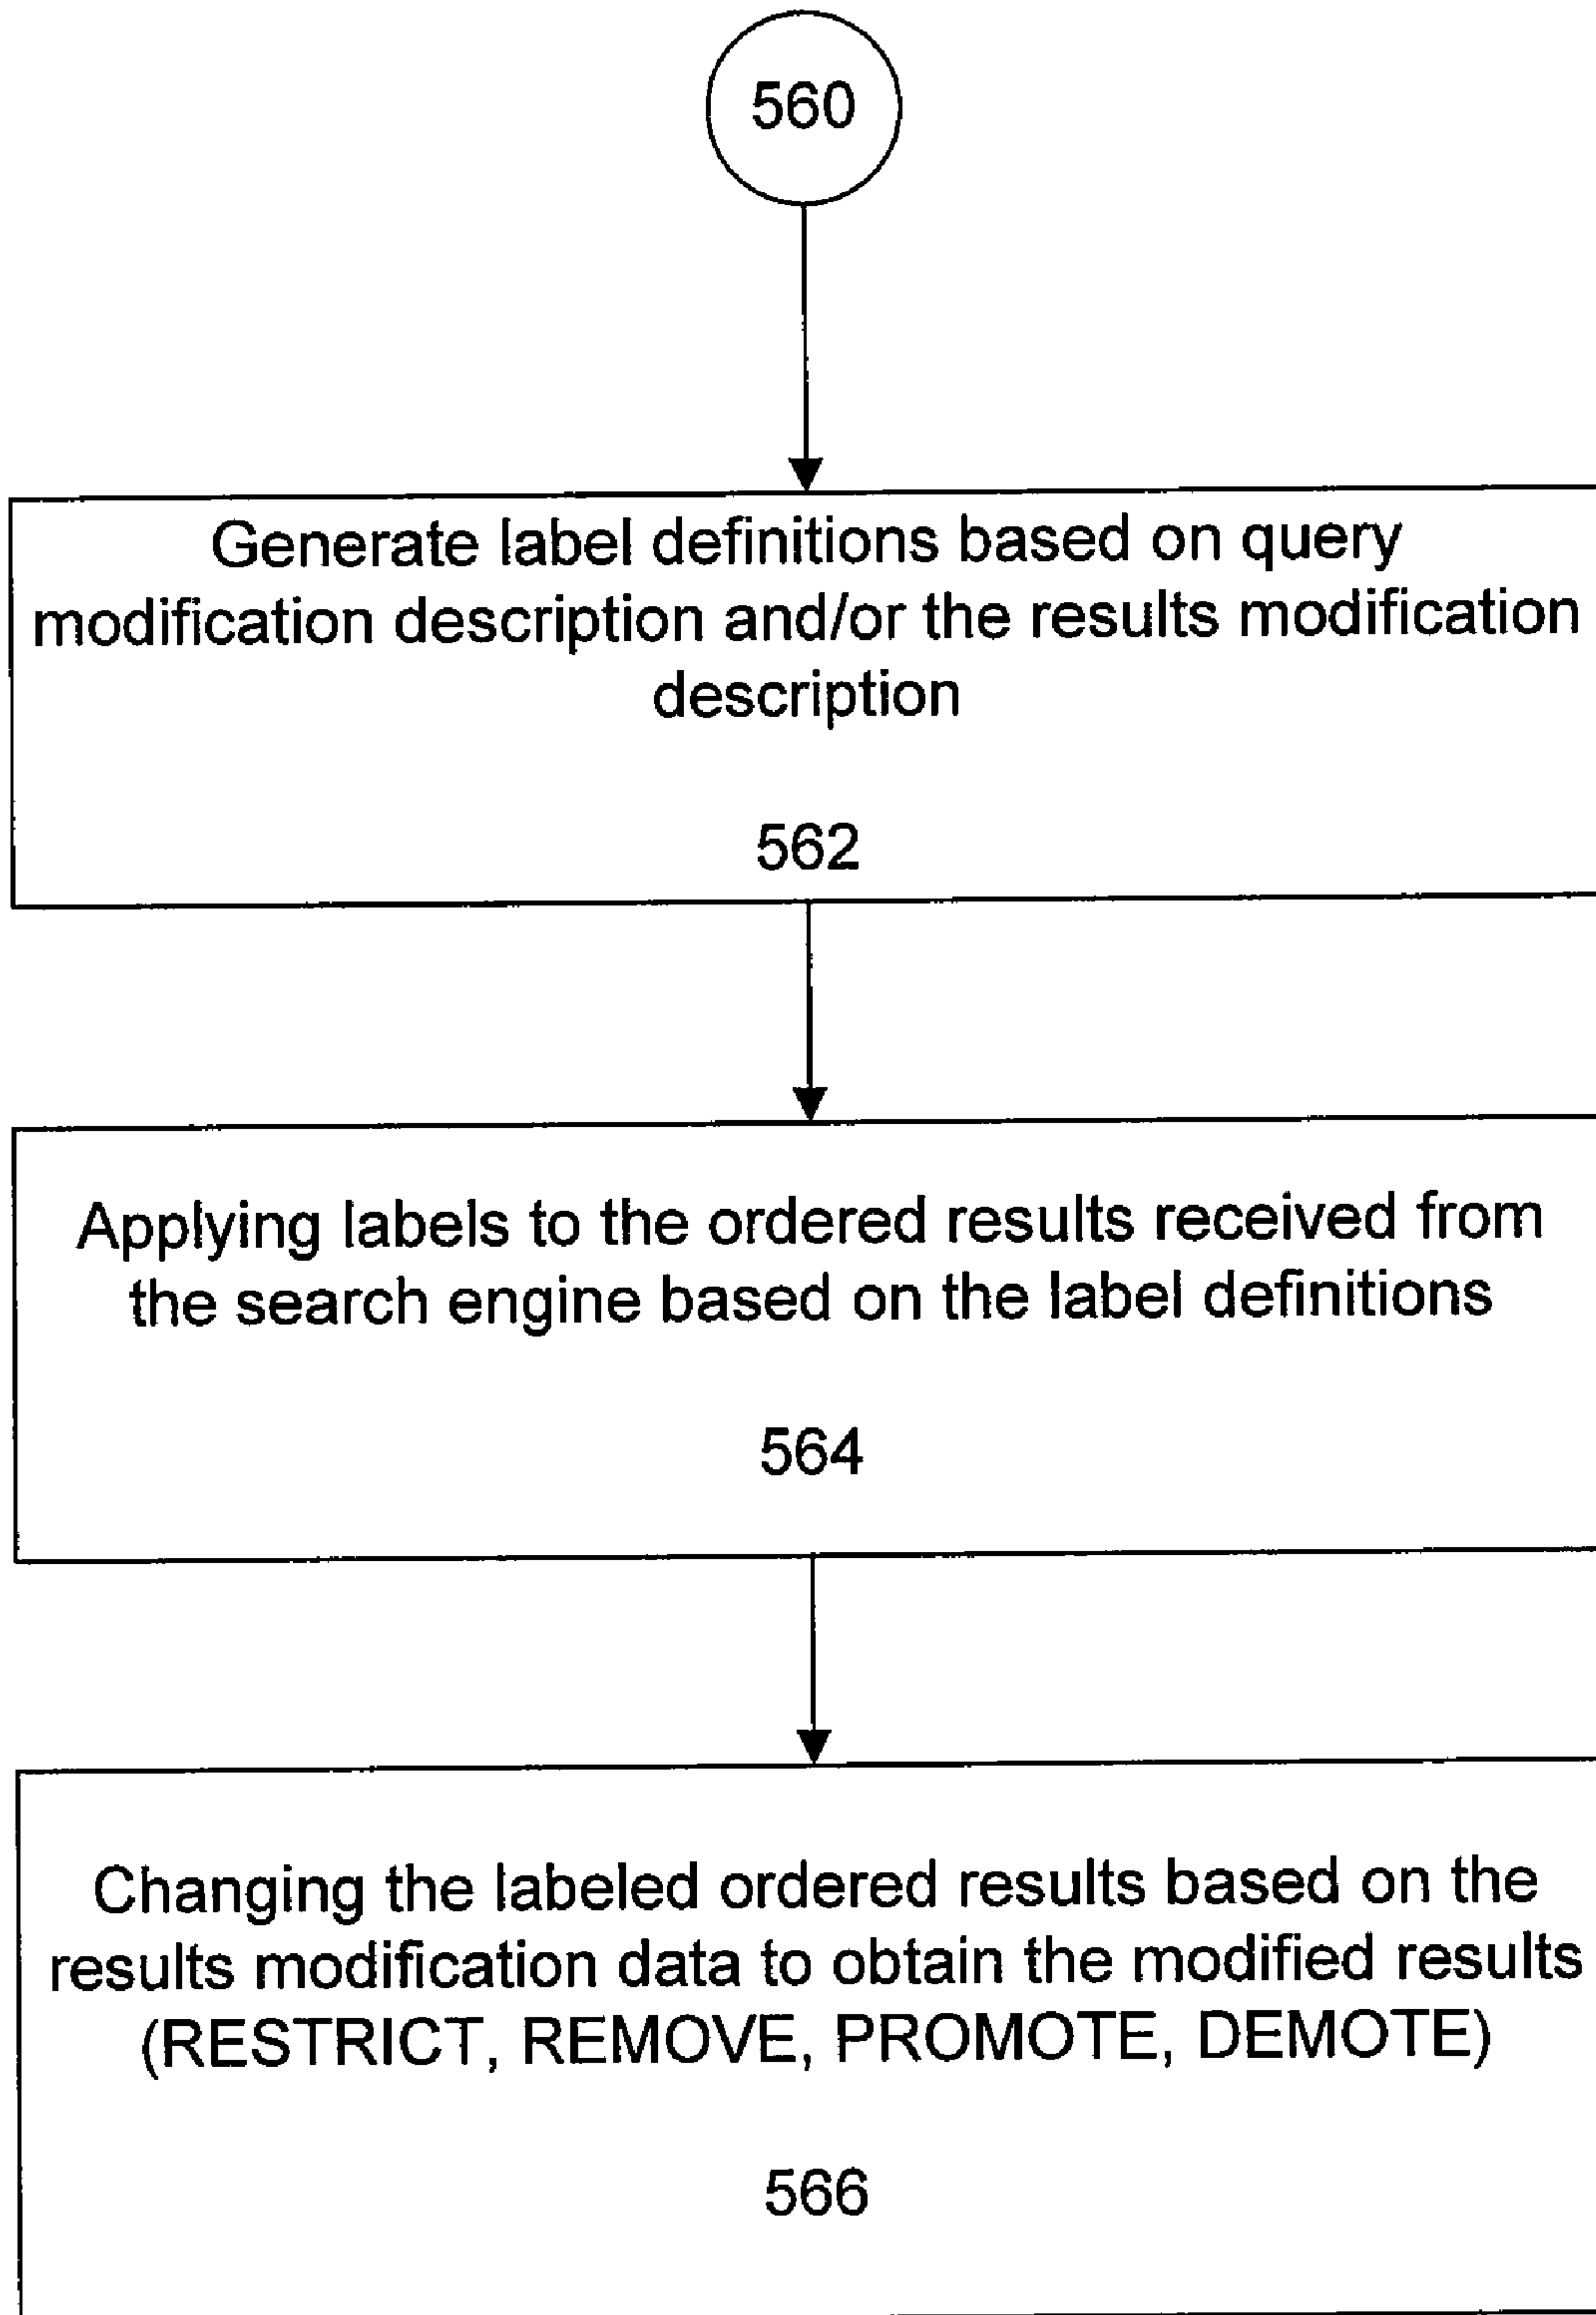 560
Generate label definitions based on query
modification description and/or the results modification
description
562
Applying labels to the ordered results received from
the search engine based on the label definitions
564
Changing the labeled ordered results based on the
results modification data to obtain the modified results
(RESTRICT, REMOVE, PROMOTE, DEMOTE)
566